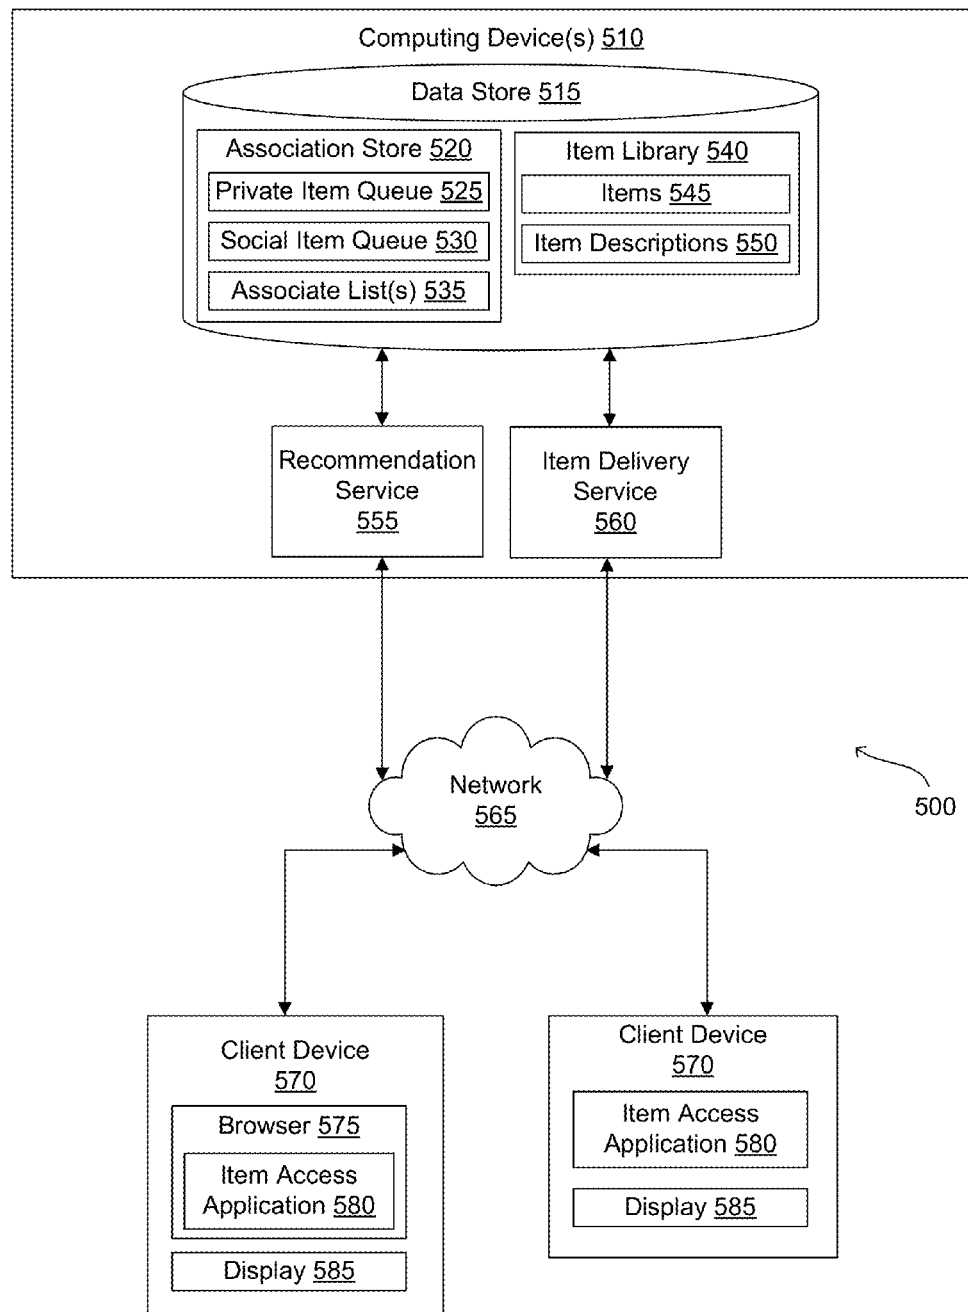 Computing Device(s) 510
Data Store 515
Association Store 520
Private Item Queue 525
Social Item Queue 530
Associate List(s) 535
Item Library 540
Items 545
Item Descriptions 550
Recommendation
Service
555
Item Delivery
Service
560
Network
565
500
Client Device
570
Browser 575
Item Access
Application 580
Display 585
Client Device
570
Item Access
Application 580
Display 585